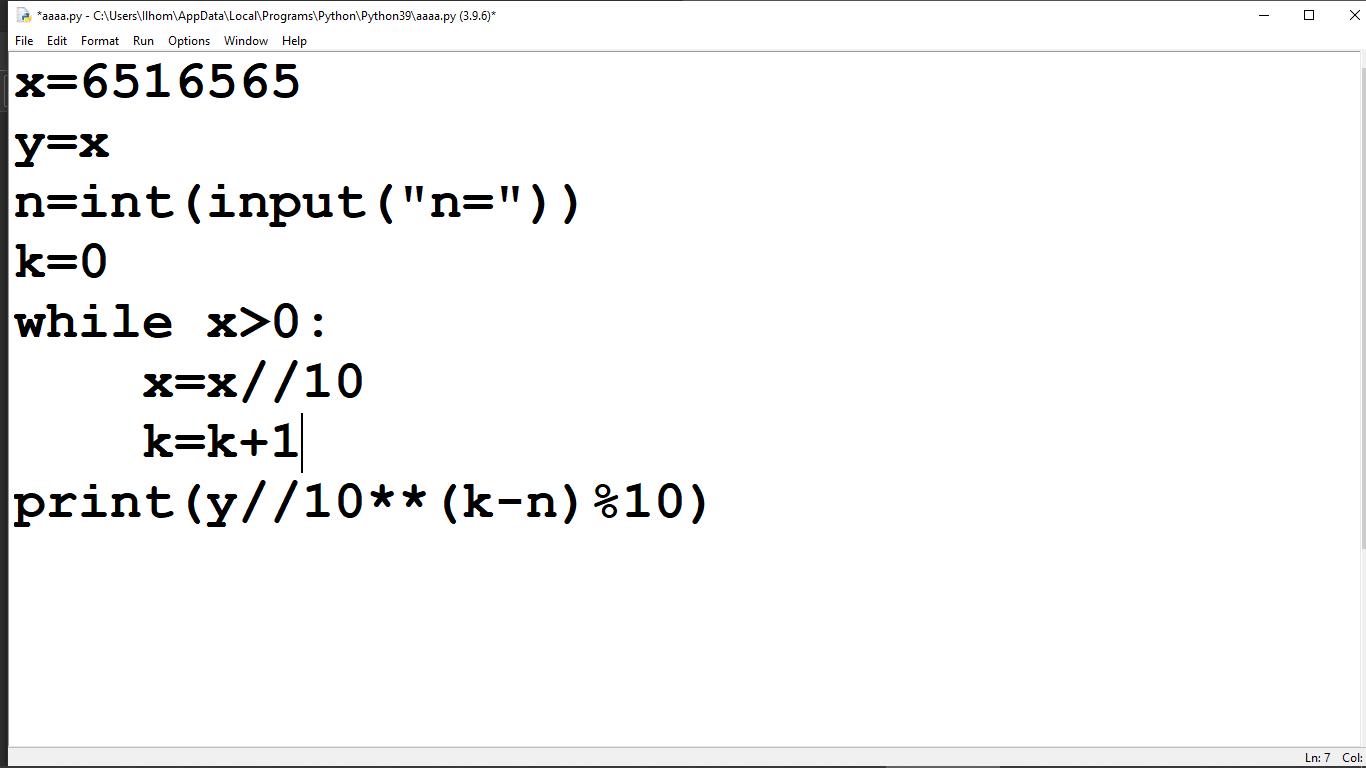 *aaaa.py - C:\Users\Ilhom\AppData\Local\Programs\Python\Python39\aaaa.py (3.9.6)*
File Edit Format Run Options Window Help
x=6516565
y=x
n=int(input("n="))
k=0
while x>0:
    x=x//10
    k=k+1
print(y//10**(k-n)%10)
Ln: 7 Col: